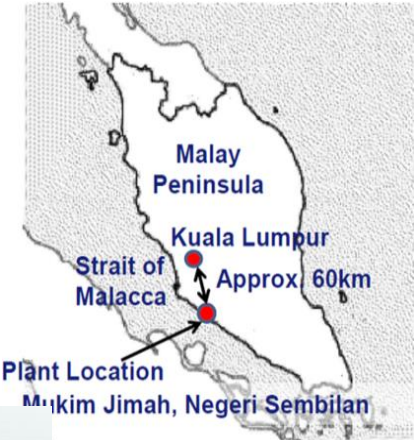 Malay
Peninsula
Kuala Lumpur
Strait of
Malacca
Approx. 60km
Plant Location
Mukim Jimah, Negeri Sembilan